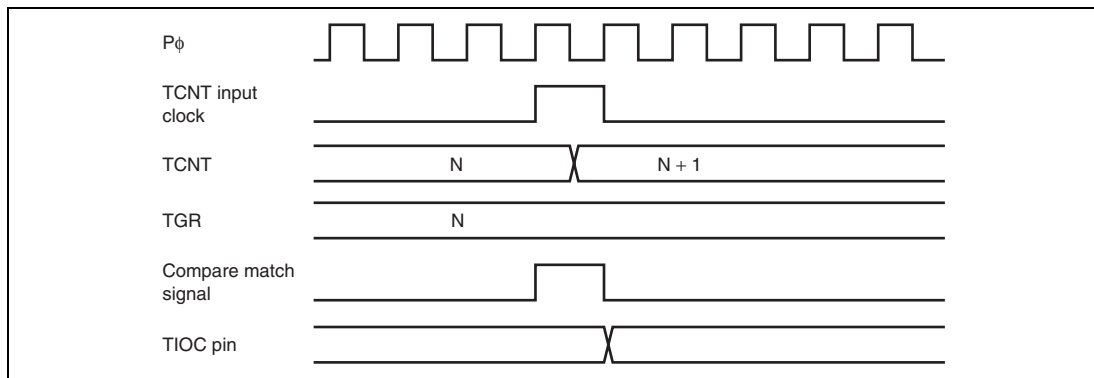 Pϕ
TCNT input
clock
TCNT
N
N + 1
TGR
N
Compare match
signal
TIOC pin